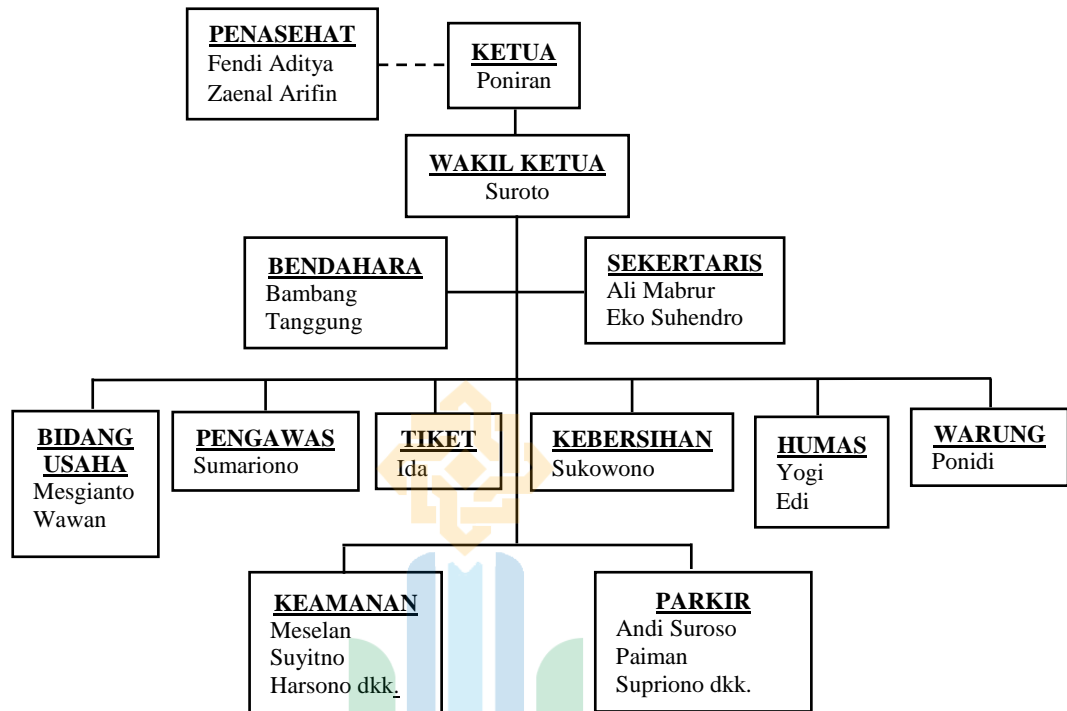 PENASEHAT
Fendi Aditya
Zaenal Arifin
KETUA
Poniran
WAKIL KETUA
Suroto
BENDAHARA
Bambang
Tanggung
SEKERTARIS
Ali Mabrur
Eko Suhendro
BIDANG
USAHA
Mesgianto
Wawan
PENGAWAS
Sumariono
TIKET
Ida
KEBERSIHAN
Sukowono
HUMAS
Yogi
Edi
WARUNG
Ponidi
KEAMANAN
Meselan
Suyitno
Harsono dkk.
PARKIR
Andi Suroso
Paiman
Supriono dkk.